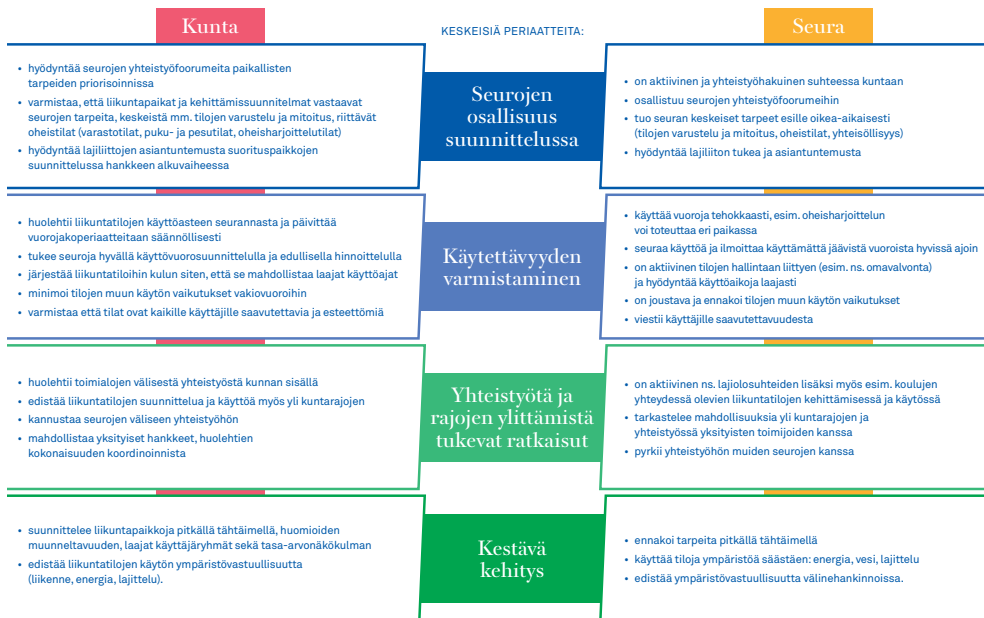 Kunta
KESKEISIÄ PERIAATTEITA:
Seura
• hyödyntää seurojen yhteistyöfoorumeita paikallisten
tarpeiden priorisoinnissa
• varmistaa, että liikuntapaikat ja kehittämissuunnitelmat vastaavat
seurojen tarpeita, keskeistä mm. tilojen varustelu ja mitoitus, riittävät
oheistilat (varastotilat, puku- ja pesutilat, oheisharjoittelutilat)
• hyödyntää lajiliittojen asiantuntemusta suorituspaikkojen
suunnittelussa hankkeen alkuvaiheessa
Seurojen
osallisuus
suunnittelussa
• on aktiivinen ja yhteistyöhakuinen suhteessa kuntaan
• osallistuu seurojen yhteistyöfoorumeihin
• tuo seuran keskeiset tarpeet esille oikea-aikaisesti
(tilojen varustelu ja mitoitus, oheistilat, yhteisöllisyys)
• hyödyntää lajiliiton tukea ja asiantuntemusta
• huolehtii liikuntatilojen käyttöasteen seurannasta ja päivittää
vuorojakoperiaatteitaan säännöllisesti
• tukee seuroja hyvällä käyttövuorosuunnittelulla ja edullisella hinnoittelulla
• järjestää liikuntatiloihin kulun siten, että se mahdollistaa laajat käyttöajat
• minimoi tilojen muun käytön vaikutukset vakiovuoroihin
• varmistaa että tilat ovat kaikille käyttäjille saavutettavia ja esteettömiä
Käytettävyyden
varmistaminen
• käyttää vuoroja tehokkaasti, esim. oheisharjoittelun
voi toteuttaa eri paikassa
• seuraa käyttöä ja ilmoittaa käyttämättä jäävistä vuoroista hyvissä ajoin
• on aktiivinen tilojen hallintaan liittyen (esim. ns. omavalvonta)
ja hyödyntää käyttöaikoja laajasti
• on joustava ja ennakoi tilojen muun käytön vaikutukset
• viestii käyttäjille saavutettavuudesta
• huolehtii toimialojen välisestä yhteistyöstä kunnan sisällä
• edistää liikuntatilojen suunnittelua ja käyttöä myös yli kuntarajojen
• kannustaa seurojen väliseen yhteistyöhön
• mahdollistaa yksityiset hankkeet, huolehtien
kokonaisuuden koordinoinnista
Yhteistyötä ja
rajojen ylittämistä
tukevat ratkaisut
• on aktiivinen ns. lajiolosuhteiden lisäksi myös esim. koulujen
yhteydessä olevien liikuntatilojen kehittämisessä ja käytössä
• tarkastelee mahdollisuuksia yli kuntarajojen ja
yhteistyössä yksityisten toimijoiden kanssa
• pyrkii yhteistyöhön muiden seurojen kanssa
• suunnittelee liikuntapaikkoja pitkällä tähtäimellä, huomioiden
muunneltavuuden, laajat käyttäjäryhmät sekä tasa-arvonäkökulman
• edistää liikuntatilojen käytön ympäristövastuullisuutta
(liikenne, energia, lajittelu).
Kestävä
kehitys
• ennakoi tarpeita pitkällä tähtäimellä
• käyttää tiloja ympäristöä säästäen: energia, vesi, lajittelu
• edistää ympäristövastuullisuutta välinehankinnoissa.